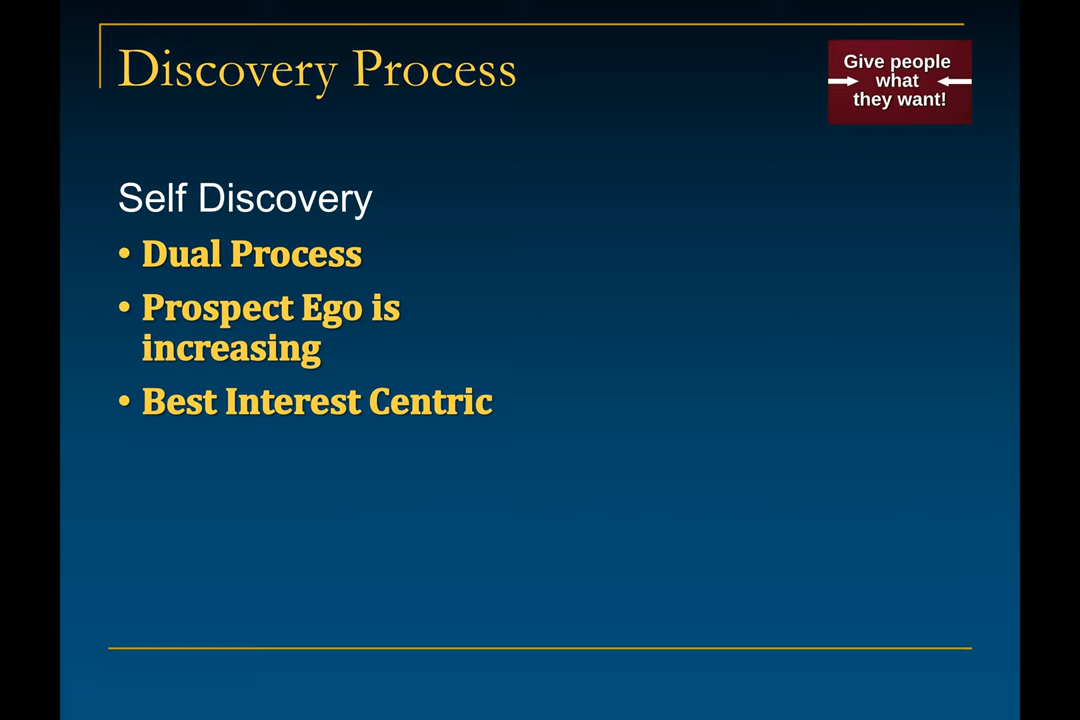 Discovery Process
Give people
what
they want!
Self Discovery
• Dual Process
• Prospect Ego is
increasing
• Best Interest Centric